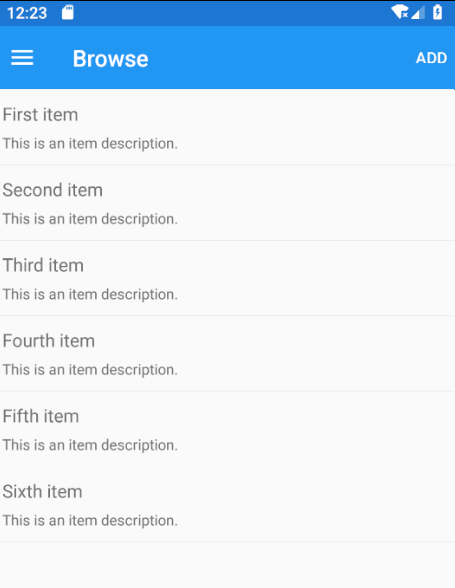 12:23
Browse
ADD
First item
This is an item description.
Second item
This is an item description.
Third item
This is an item description.
Fourth item
This is an item description.
Fifth item
This is an item description.
Sixth item
This is an item description.